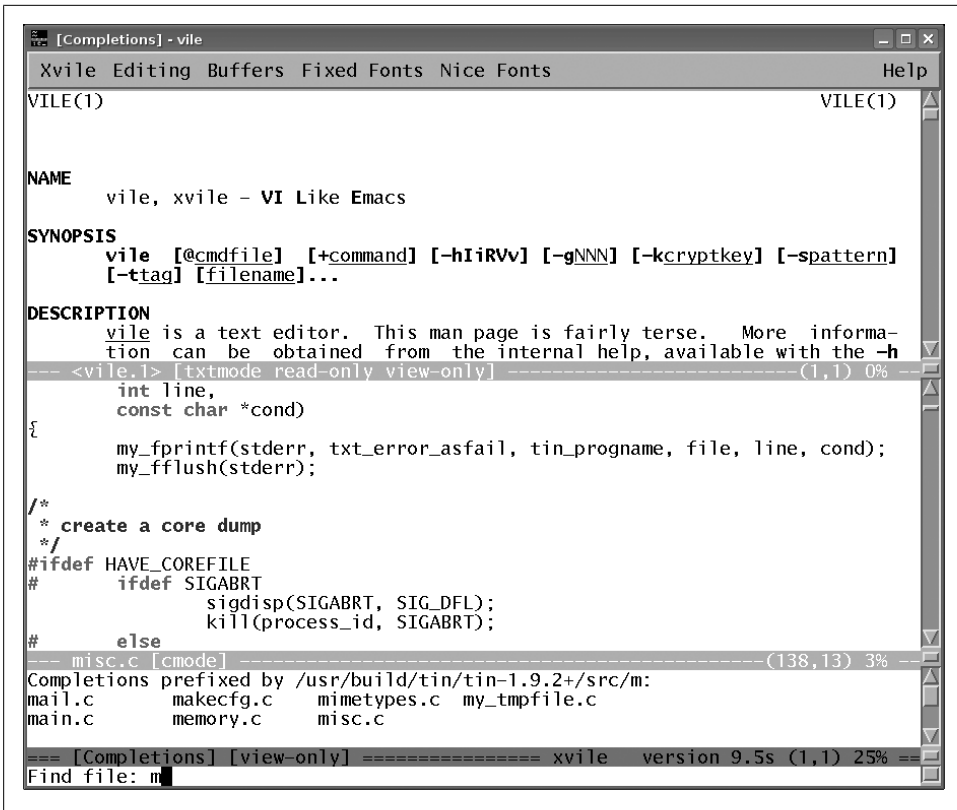 [Completions] - vile
Xvile Editing Buffers Fixed Fonts Nice Fonts Help
VILE(1) VILE(1)
NAME
vile, xvile - VI Like Emacs
SYNOPSIS
vile [@cmdfile] [+command] [-hIiRVv] [-gNNN] [-kcryptkey] [-spattern]
[-ttag] [filename]...
DESCRIPTION
vile is a text editor. This man page is fairly terse. More informa-
tion can be obtained from the internal help, available with the -h
--- <vile.1> [txtmode read-only view-only] --------------------------(1,1) 0% --
int line,
const char *cond)
{
my_fprintf(stderr, txt_error_asfail, tin_progname, file, line, cond);
my_fflush(stderr);
/*
* create a core dump
*/
#ifdef HAVE_COREFILE
# ifdef SIGABRT
sigdisp(SIGABRT, SIG_DFL);
kill(process_id, SIGABRT);
# else
--- misc.c [cmode] -----------------------------------------------(138,13) 3% --
Completions prefixed by /usr/build/tin/tin-1.9.2+/src/m:
mail.c makecfg.c mimetypes.c my_tmpfile.c
main.c memory.c misc.c
=== [Completions] [view-only] ================ xvile version 9.5s (1,1) 25% ==
Find file: m